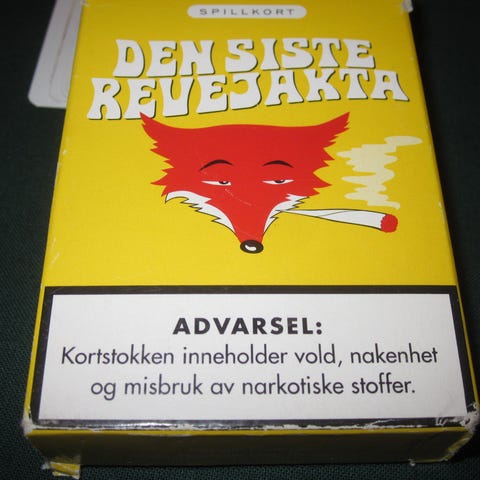 SPILLKORT
DEN SISTE
REVEJAKTA
ADVARSEL:
Kortstokken inneholder vold, nakenhet
og misbruk av narkotiske stoffer.